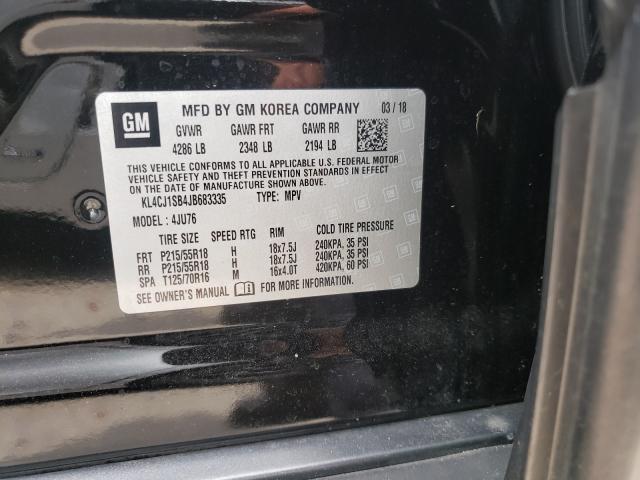 GM MFD BY GM KOREA COMPANY 03/18
GVWR GAWR FRT GAWR RR
4286 LB 2348 LB 2194 LB
THIS VEHICLE CONFORMS TO ALL APPLICABLE U.S. FEDERAL MOTOR
VEHICLE SAFETY AND THEFT PREVENTION STANDARDS IN EFFECT
ON THE DATE OF MANUFACTURE SHOWN ABOVE.
KL4CJ1SB4JB683335 TYPE: MPV
MODEL: 4JU76
TIRE SIZE SPEED RTG RIM COLD TIRE PRESSURE
FRT P215/55R18 H 18x7.5J 240KPA, 35 PSI
RR P215/55R18 H 18x7.5J 240KPA, 35 PSI
SPA T125/70R16 M 16x4.0T 420KPA, 60 PSI
SEE OWNER'S MANUAL FOR MORE INFORMATION.